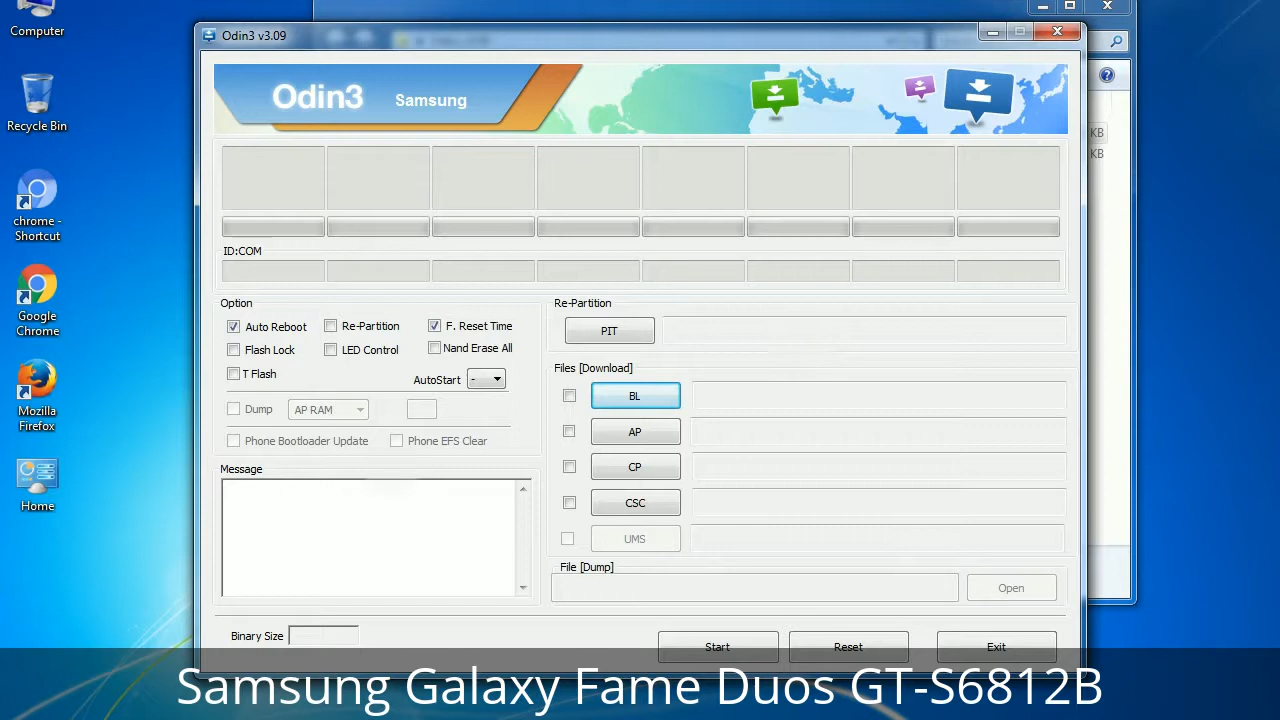 Computer
Recycle Bin
chrome - Shortcut
Google Chrome
Mozilla Firefox
Home
Odin3 v3.09
Odin3 Samsung
ID:COM
Option
Auto Reboot
Re-Partition
F. Reset Time
Flash Lock
LED Control
Nand Erase All
T Flash
AutoStart -
Dump
AP RAM
Phone Bootloader Update
Phone EFS Clear
Message
Re-Partition
PIT
Files [Download]
BL
AP
CP
CSC
UMS
File [Dump]
Open
Binary Size
Start
Reset
Exit
KB
KB
Samsung Galaxy Fame Duos GT-S6812B